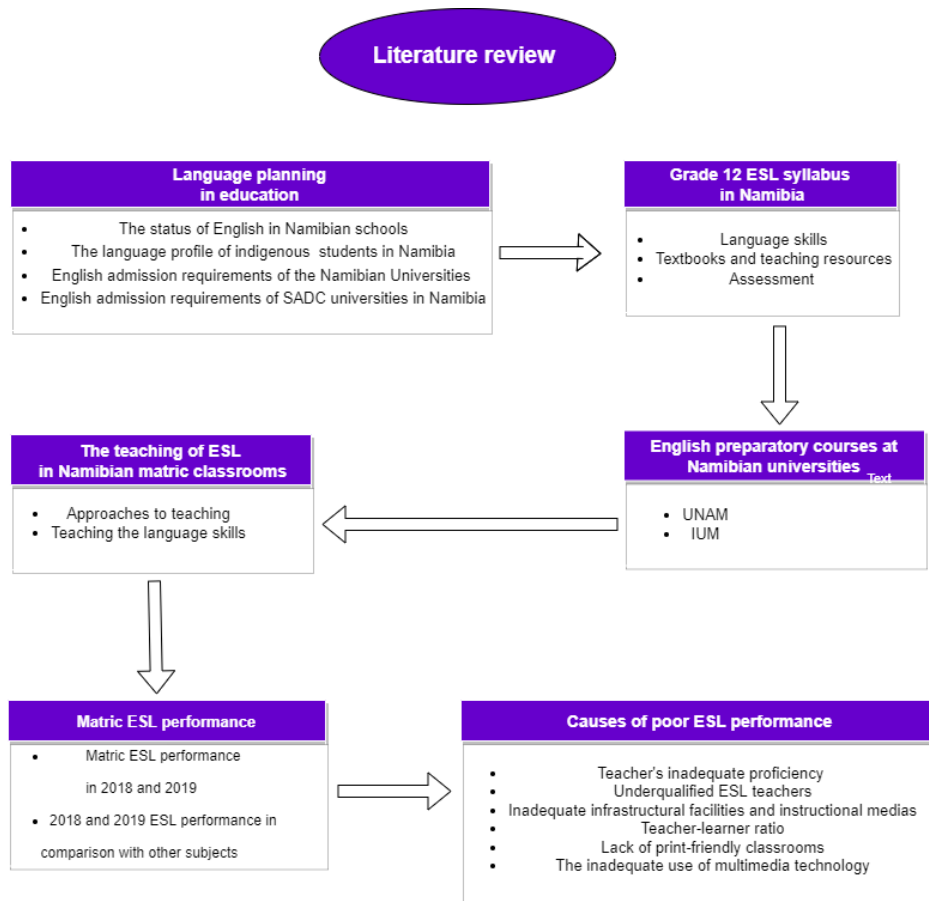 Literature review
Language planning
in education
• The status of English in Namibian schools
• The language profile of indigenous students in Namibia
• English admission requirements of the Namibian Universities
• English admission requirements of SADC universities in Namibia
Grade 12 ESL syllabus
in Namibia
• Language skills
• Textbooks and teaching resources
• Assessment
English preparatory courses at
Namibian universities
Text
• UNAM
• IUM
The teaching of ESL
in Namibian matric classrooms
• Approaches to teaching
• Teaching the language skills
Matric ESL performance
• Matric ESL performance
in 2018 and 2019
• 2018 and 2019 ESL performance in
comparison with other subjects
Causes of poor ESL performance
• Teacher's inadequate proficiency
• Underqualified ESL teachers
• Inadequate infrastructural facilities and instructional medias
• Teacher-learner ratio
• Lack of print-friendly classrooms
• The inadequate use of multimedia technology